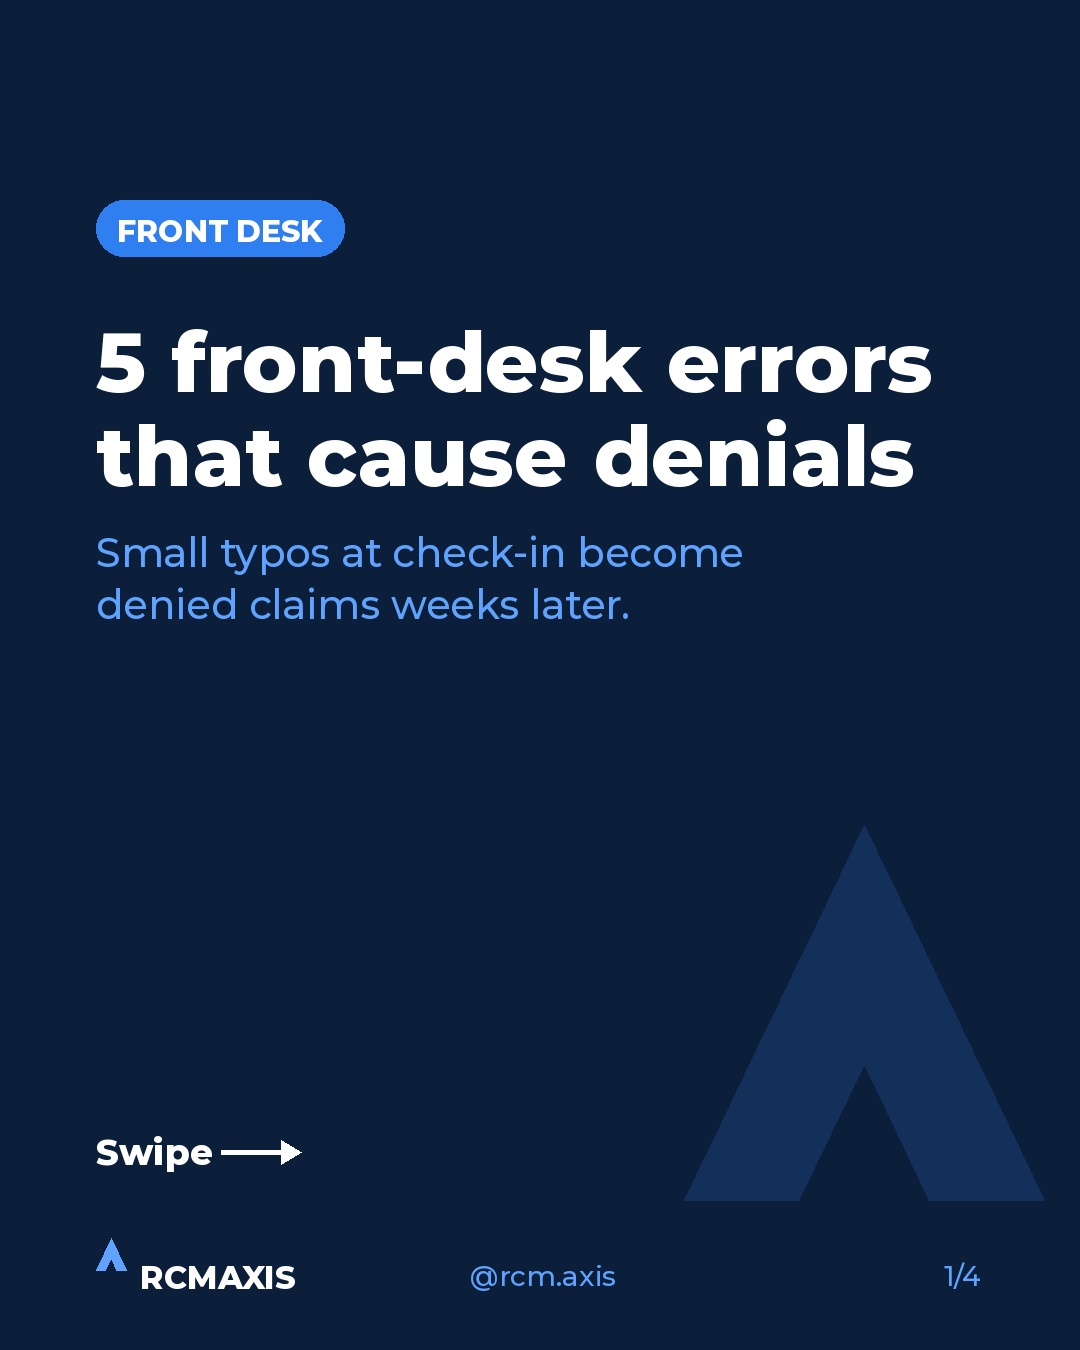 FRONT DESK
5 front-desk errors
that cause denials
Small typos at check-in become
denied claims weeks later.
Swipe
RCMAXIS
@rcm.axis
1/4